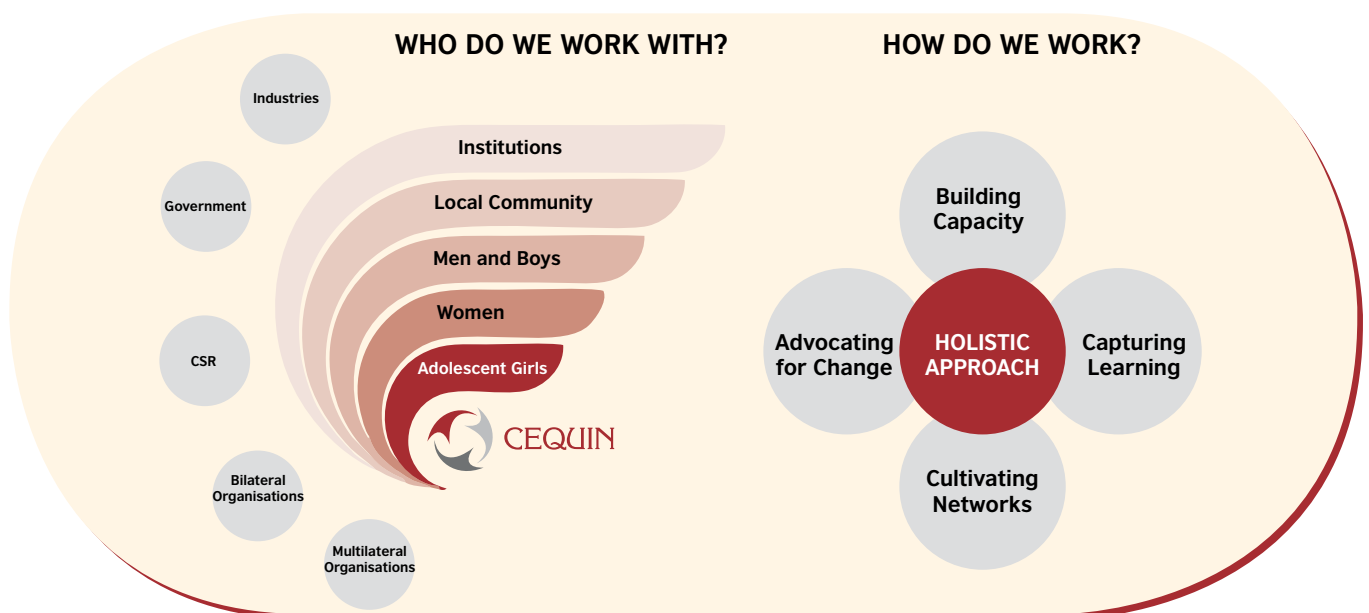 WHO DO WE WORK WITH?
Industries
Government
CSR
Bilateral
Organisations
Multilateral
Organisations
Institutions
Local Community
Men and Boys
Women
Adolescent Girls
CEQUIN
HOW DO WE WORK?
Building
Capacity
Advocating
for Change
HOLISTIC
APPROACH
Capturing
Learning
Cultivating
Networks